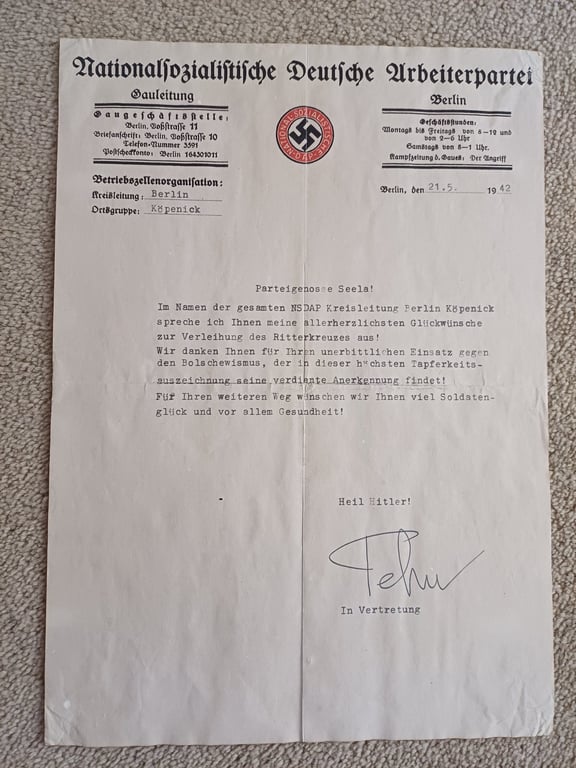 Nationalsozialistische Deutsche Arbeiterpartei
Gauleitung
Gaugeschäftsstelle:
Berlin, Voßstrasse 11
Briefanschrift: Berlin, Voßstrasse 10
Telefon-Nummer 3591
Postscheckkonto: Berlin 164301011
NATIONAL-SOZIALISTISCHE-D.A.P.
Berlin
Geschäftsstunden:
Montags bis Freitags von 8–12 und
von 2–6 Uhr
Samstags von 8–1 Uhr.
Kampfzeitung d. Gaues: Der Angriff
Betriebszellenorganisation:
Kreisleitung: Berlin
Ortsgruppe: Köpenick
Berlin, den 21.5. 1942
Parteigenosse Seela!
Im Namen der gesamten NSDAP Kreisleitung Berlin Köpenick
spreche ich Ihnen meine allerherzlichsten Glückwünsche
zur Verleihung des Ritterkreuzes aus!
Wir danken Ihnen für Ihren unerbittlichen Einsatz gegen
den Bolschewismus, der in dieser höchsten Tapferkeits-
auszeichnung seine verdiante Anerkennung findet!
Für Ihren weiteren Weg wünschen wir Ihnen viel Soldaten-
glück und vor allem Gesundheit!
Heil Hitler!
In Vertretung